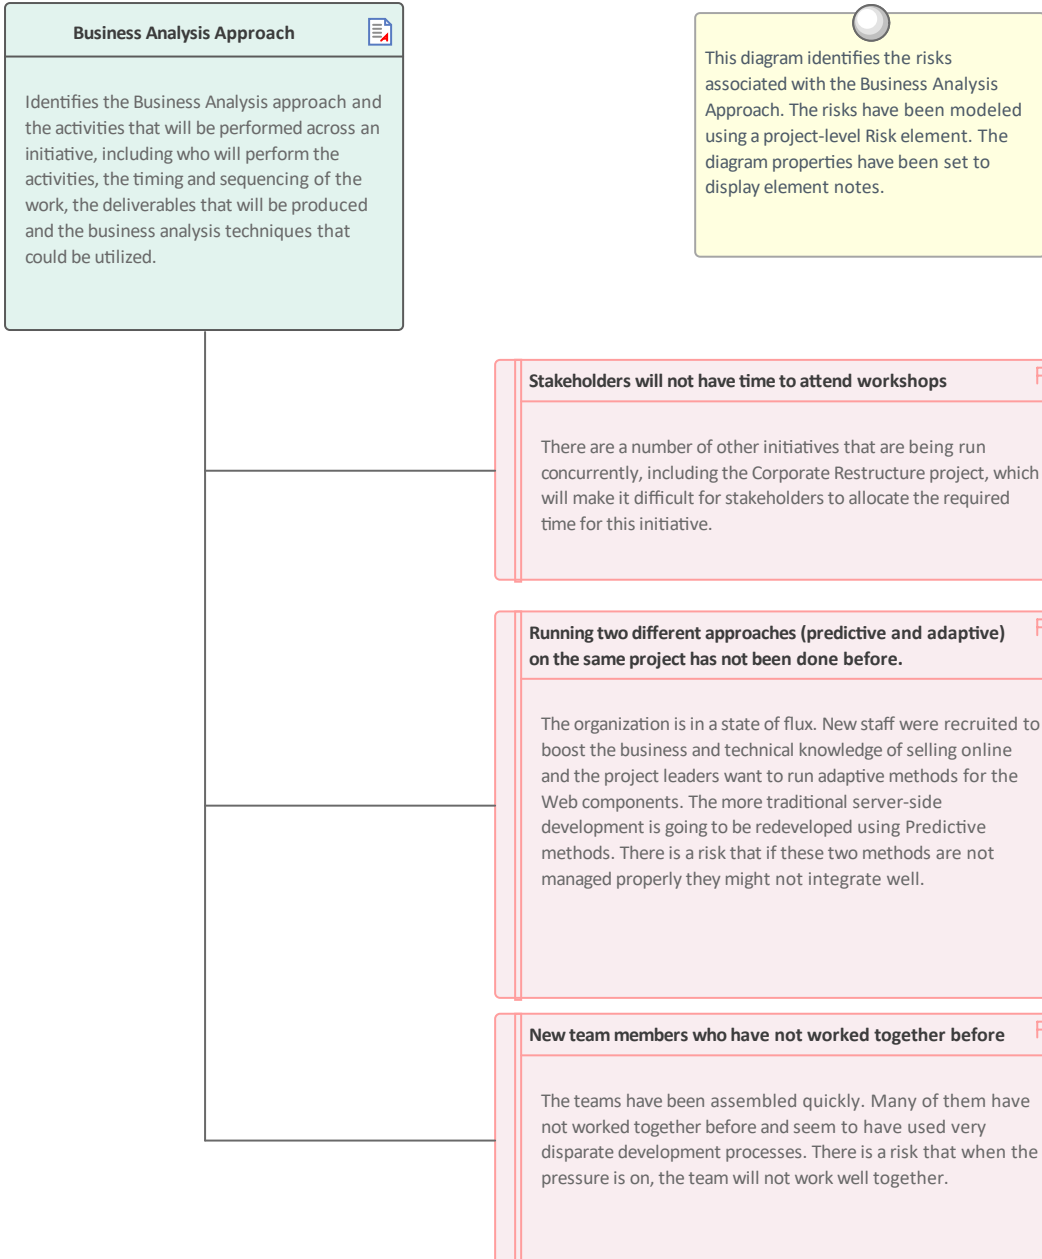 Business Analysis Approach
Identifies the Business Analysis approach and
the activities that will be performed across an
initiative, including who will perform the
activities, the timing and sequencing of the
work, the deliverables that will be produced
and the business analysis techniques that
could be utilized.
This diagram identifies the risks
associated with the Business Analysis
Approach. The risks have been modeled
using a project-level Risk element. The
diagram properties have been set to
display element notes.
Stakeholders will not have time to attend workshops
There are a number of other initiatives that are being run
concurrently, including the Corporate Restructure project, which
will make it difficult for stakeholders to allocate the required
time for this initiative.
Running two different approaches (predictive and adaptive)
on the same project has not been done before.
The organization is in a state of flux. New staff were recruited to
boost the business and technical knowledge of selling online
and the project leaders want to run adaptive methods for the
Web components. The more traditional server-side
development is going to be redeveloped using Predictive
methods. There is a risk that if these two methods are not
managed properly they might not integrate well.
New team members who have not worked together before
The teams have been assembled quickly. Many of them have
not worked together before and seem to have used very
disparate development processes. There is a risk that when the
pressure is on, the team will not work well together.